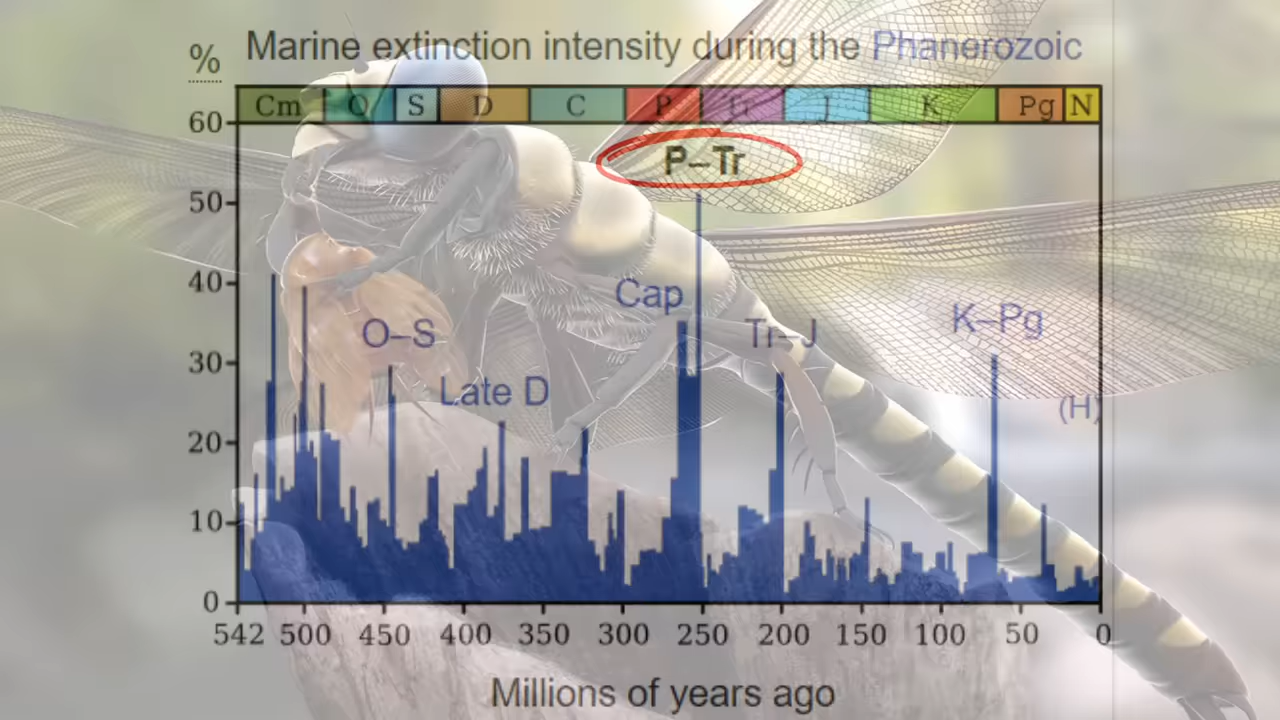 Marine extinction intensity during the Phanerozoic
%
Cm O S D C P Tr J K Pg N
60
P–Tr
50
40
Cap
K–Pg
O–S
Tr–J
30
Late D
(H)
20
10
0
542 500 450 400 350 300 250 200 150 100 50 0
Millions of years ago